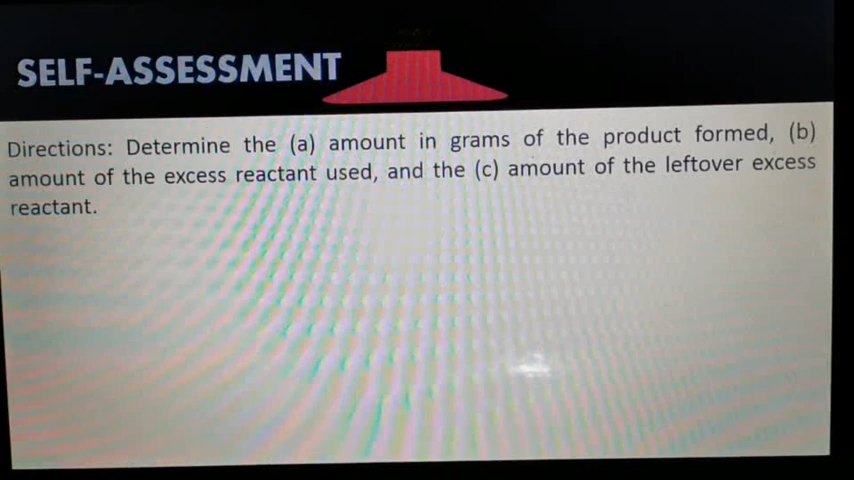 SELF-ASSESSMENT
Directions: Determine the (a) amount in grams of the product formed, (b)
amount of the excess reactant used, and the (c) amount of the leftover excess
reactant.